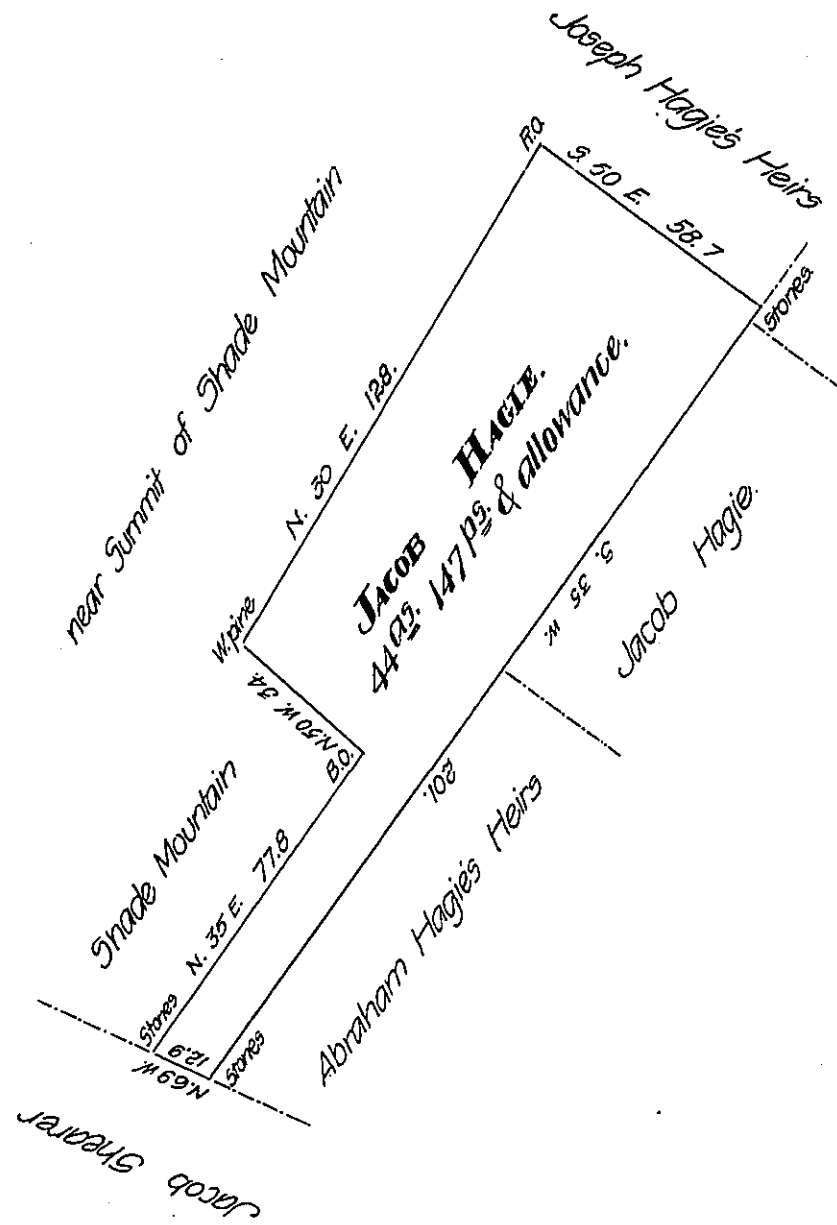 Joseph Hagie's Heirs
R.O.
S. 50 E. 58.7
Stones.
near Summit of Shade Mountain
N. 30 E. 128.
JACOB HAGIE.
44 as. 147 ps. & allowance.
W. pine
N. 50 W. 34.
B.O.
S. 35 W.
201.
Jacob Hagie.
Shade Mountain
N. 35 E. 77.8
Abraham Hagie's Heirs
Stones
N. 69 W. 12.9
Stones
Jacob Shearer